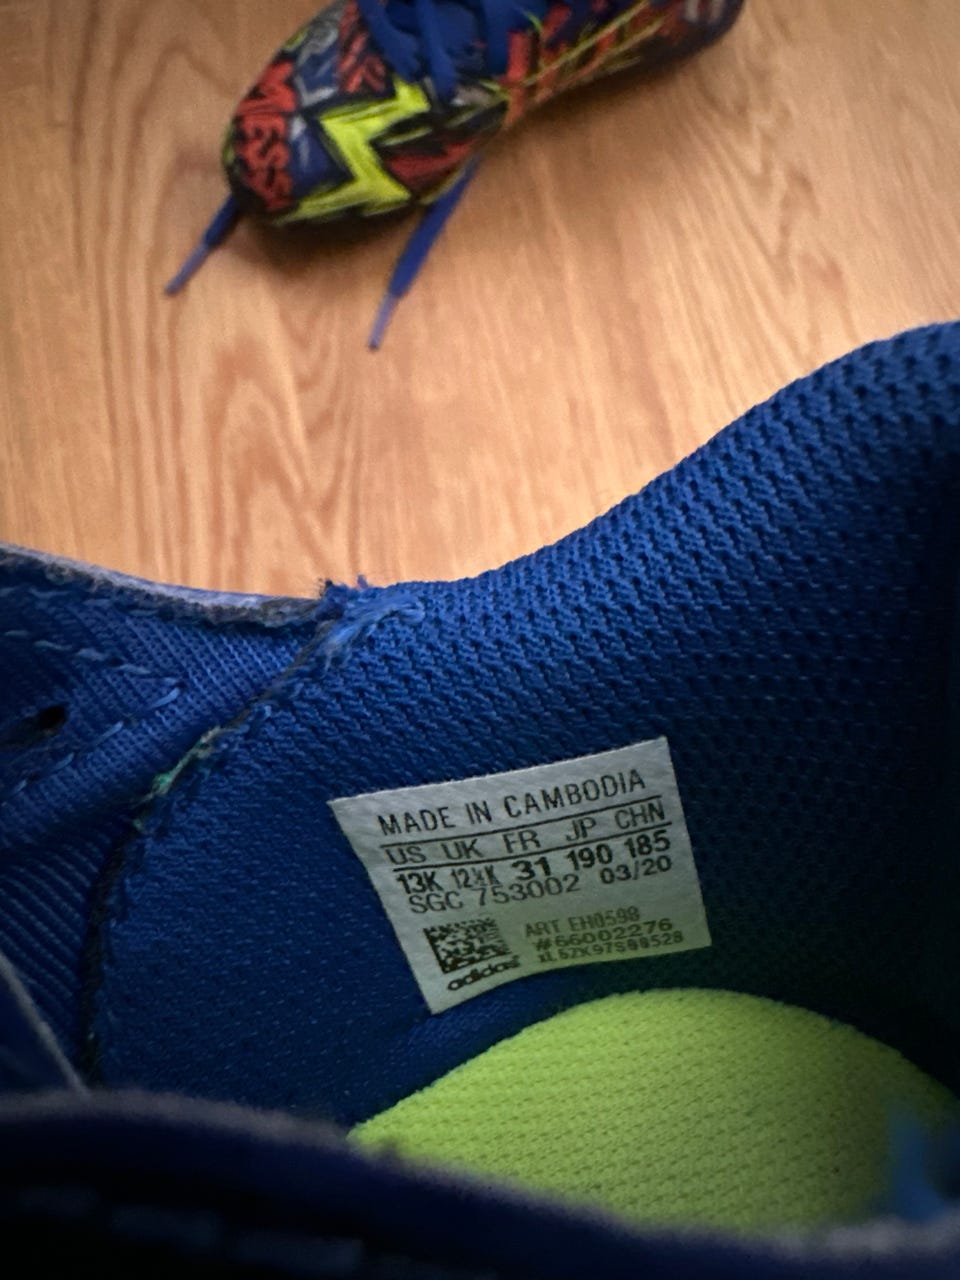 MESSI
MADE IN CAMBODIA
US UK FR JP CHN
13K 12½K 31 190 185
SGC 753002 03/20
ART EH0598
#66002276
adidas